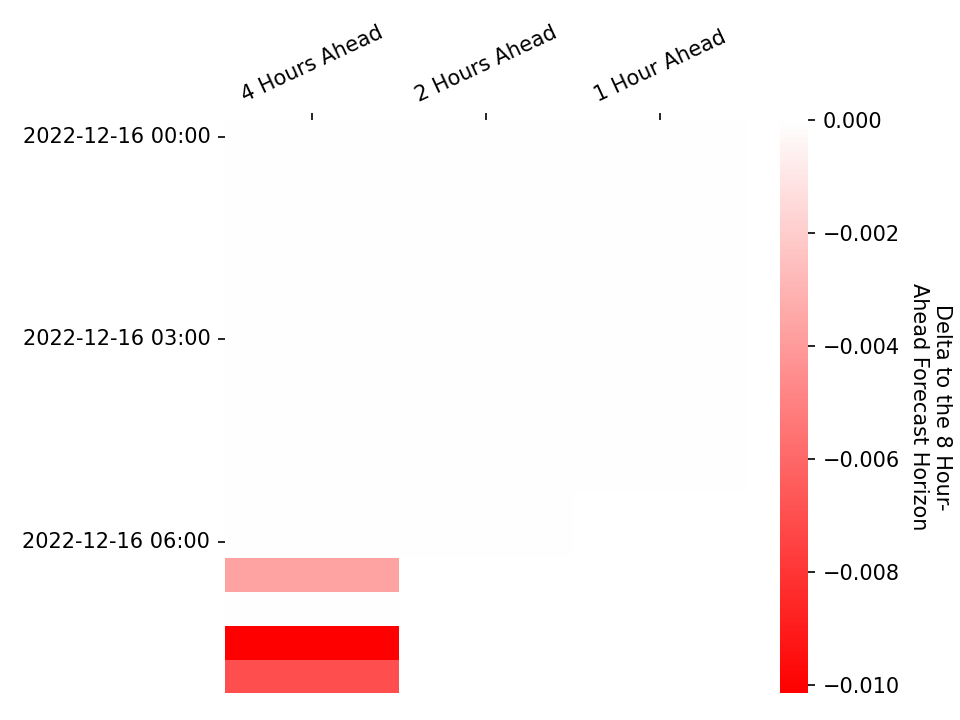 4 Hours Ahead
2 Hours Ahead
1 Hour Ahead
2022-12-16 00:00
2022-12-16 03:00
2022-12-16 06:00
0.000
−0.002
−0.004
−0.006
−0.008
−0.010
Delta to the 8 Hour-
Ahead Forecast Horizon